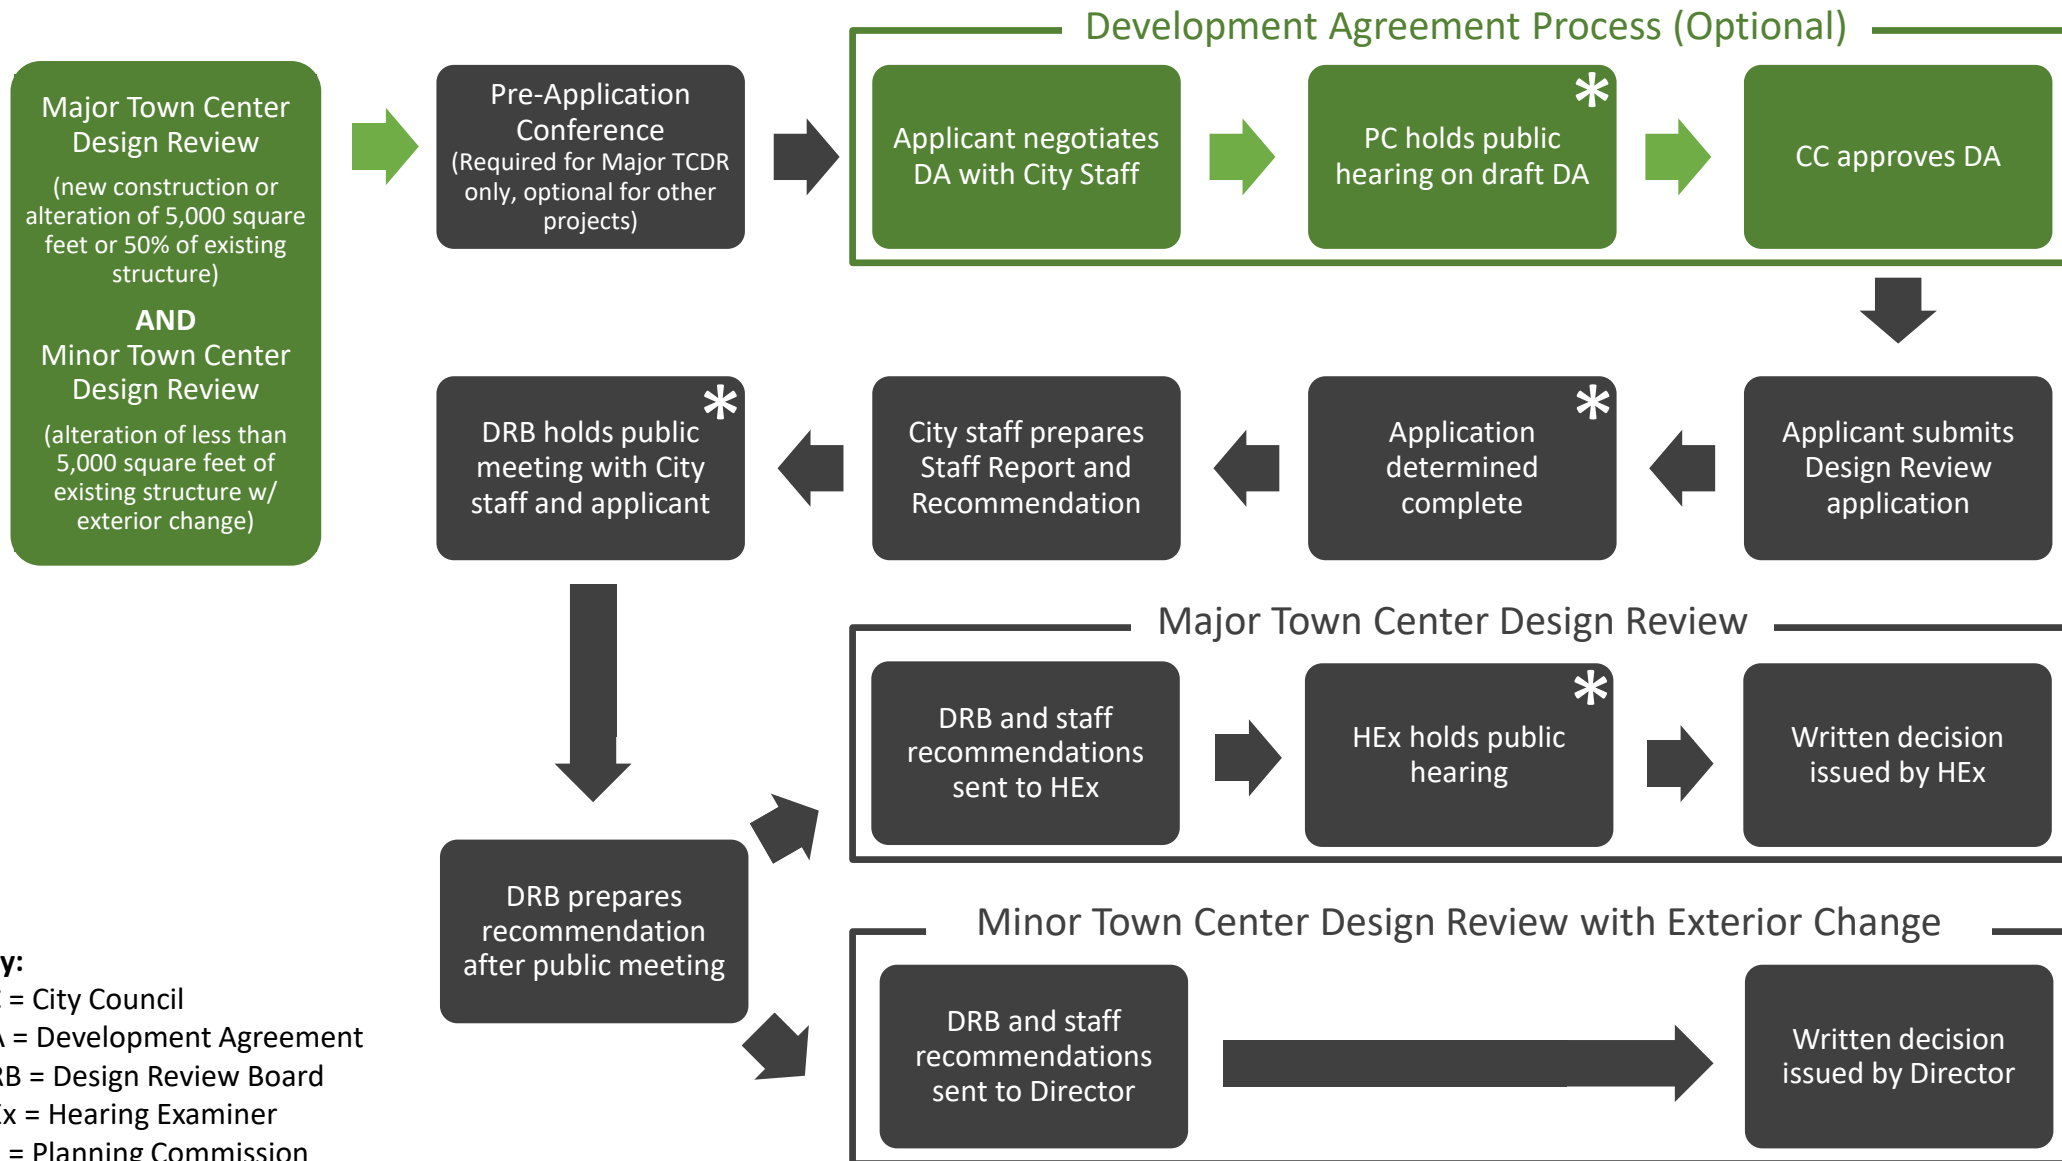 Development Agreement Process (Optional)
Major Town Center
Design Review
(new construction or
alteration of 5,000 square
feet or 50% of existing
structure)
AND
Minor Town Center
Design Review
(alteration of less than
5,000 square feet of
existing structure w/
exterior change)
Pre-Application
Conference
(Required for Major TCDR
only, optional for other
projects)
Applicant negotiates
DA with City Staff
*
PC holds public
hearing on draft DA
CC approves DA
*
DRB holds public
meeting with City
staff and applicant
City staff prepares
Staff Report and
Recommendation
*
Application
determined
complete
Applicant submits
Design Review
application
Major Town Center Design Review
DRB and staff
recommendations
sent to HEx
*
HEx holds public
hearing
Written decision
issued by HEx
DRB prepares
recommendation
after public meeting
Minor Town Center Design Review with Exterior Change
DRB and staff
recommendations
sent to Director
Written decision
issued by Director
y:
= City Council
= Development Agreement
RB = Design Review Board
Ex = Hearing Examiner
= Planning Commission